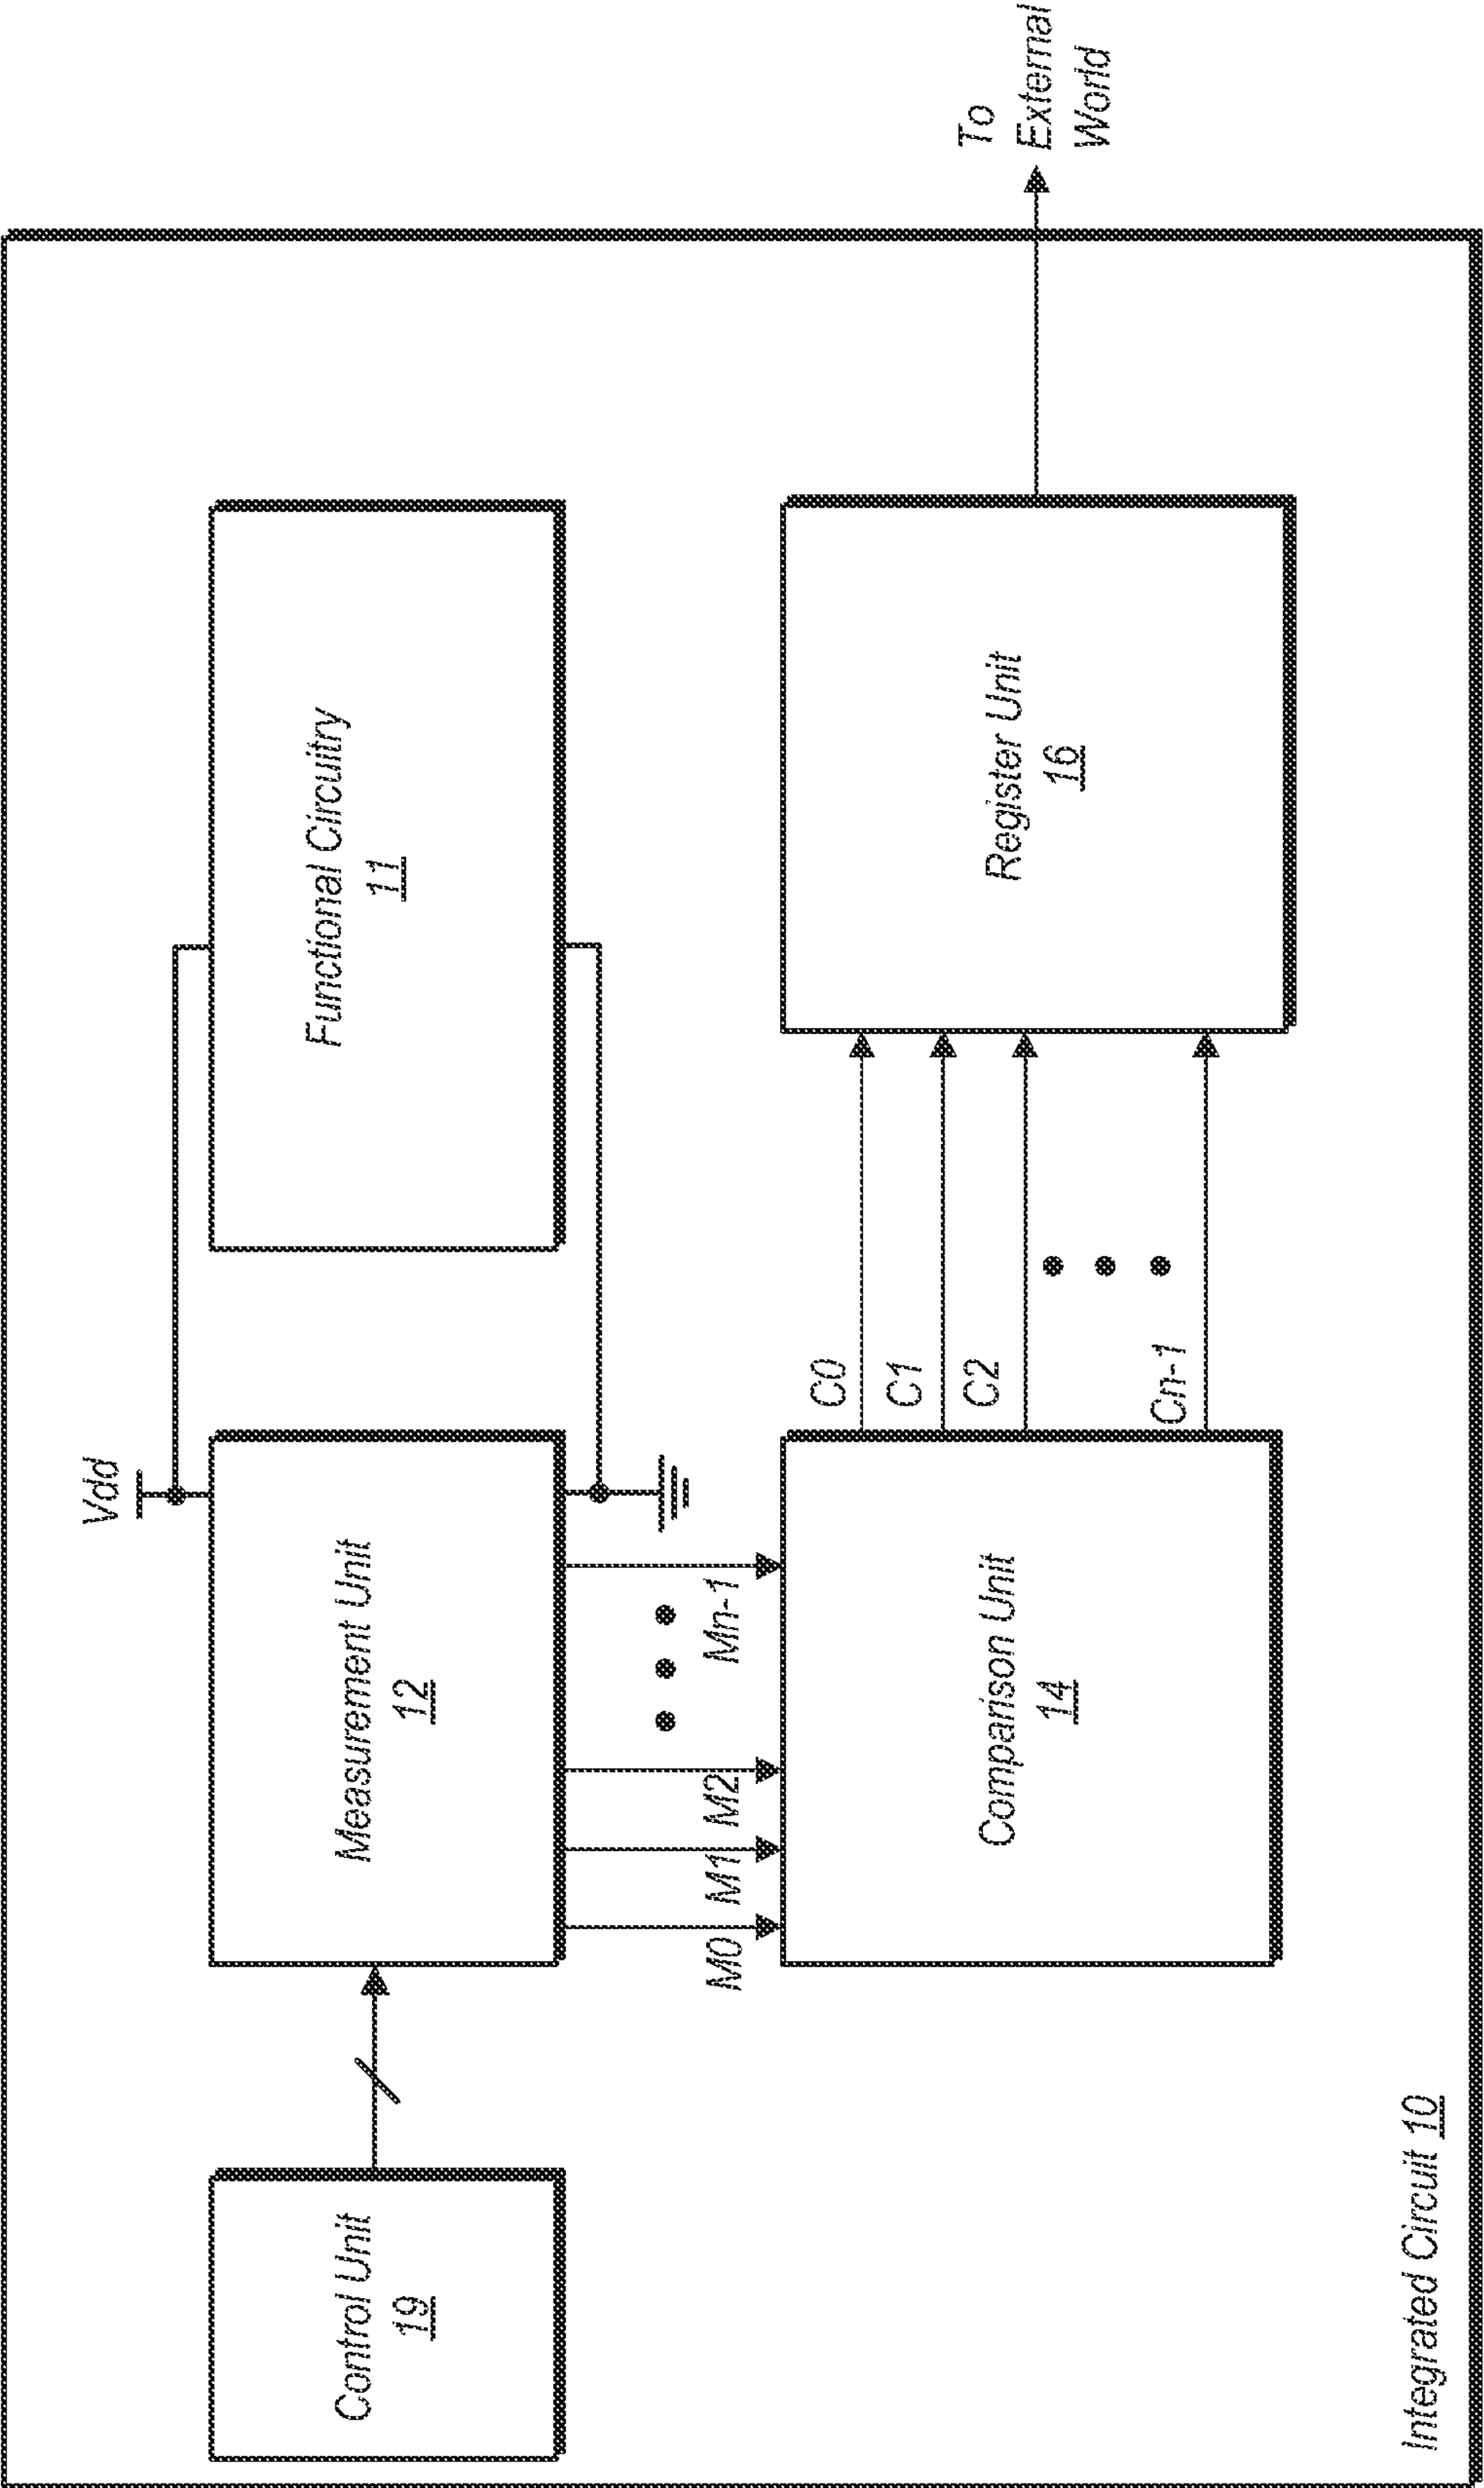 Vdd
Control Unit
19
Measurement Unit
12
Functional Circuitry
11
M0
M1
M2
Mn-1
C0
C1
C2
Cn-1
Comparison Unit
14
Register Unit
16
To
External
World
Integrated Circuit 10